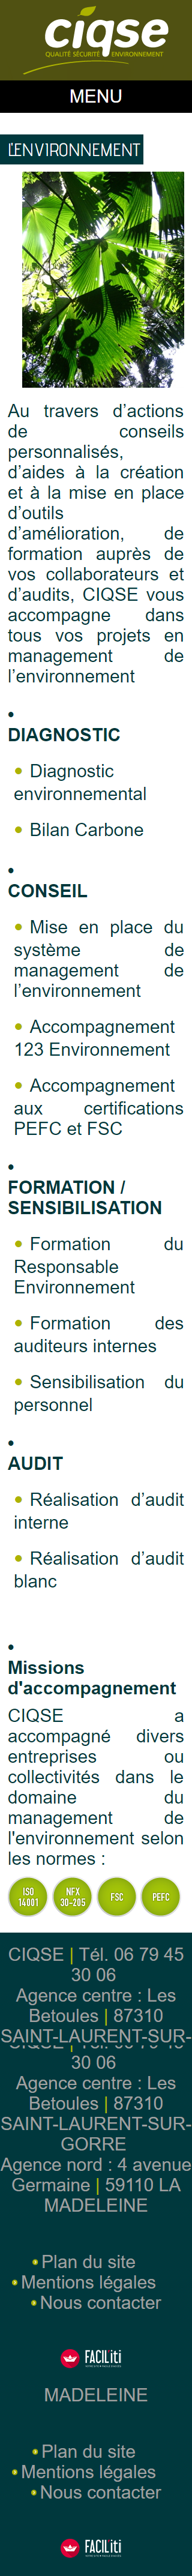 ciqse
QUALITÉ SÉCURITÉ ENVIRONNEMENT
MENU
L'ENVIRONNEMENT
Au travers d’actions
de conseils
personnalisés,
d’aides à la création
et à la mise en place
d’outils
d’amélioration, de
formation auprès de
vos collaborateurs et
d’audits, CIQSE vous
accompagne dans
tous vos projets en
management de
l’environnement
•
DIAGNOSTIC
• Diagnostic
environnemental
• Bilan Carbone
•
CONSEIL
• Mise en place du
système de
management de
l’environnement
• Accompagnement
123 Environnement
• Accompagnement
aux certifications
PEFC et FSC
•
FORMATION /
SENSIBILISATION
• Formation du
Responsable
Environnement
• Formation des
auditeurs internes
• Sensibilisation du
personnel
•
AUDIT
• Réalisation d’audit
interne
• Réalisation d’audit
blanc
•
Missions
d'accompagnement
CIQSE a
accompagné divers
entreprises ou
collectivités dans le
domaine du
management de
l'environnement selon
les normes :
ISO 14001
NFX 30-205
FSC
PEFC
CIQSE | Tél. 06 79 45
30 06
Agence centre : Les
Betoules | 87310
SAINT-LAURENT-SUR-
30 06
Agence centre : Les
Betoules | 87310
SAINT-LAURENT-SUR-
GORRE
Agence nord : 4 avenue
Germaine | 59110 LA
MADELEINE
• Plan du site
• Mentions légales
• Nous contacter
FACIL'iti
MADELEINE
• Plan du site
• Mentions légales
• Nous contacter
FACIL'iti